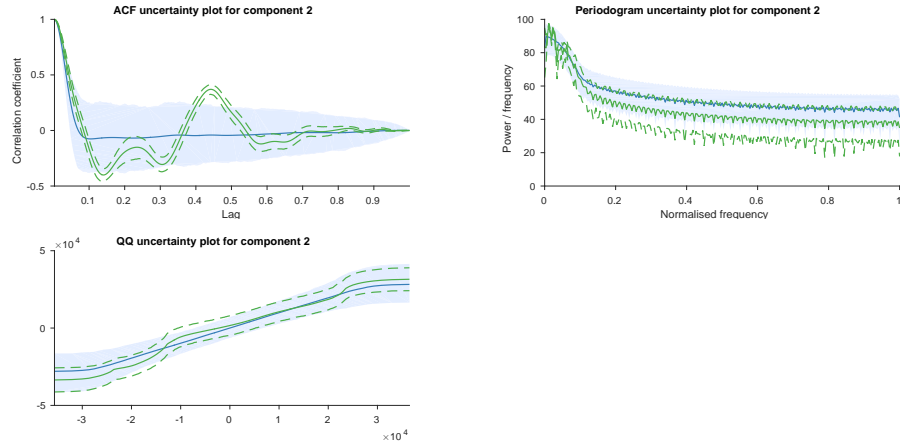 ACF uncertainty plot for component 2
Correlation coefficient
1
0.5
0
-0.5
0.1 0.2 0.3 0.4 0.5 0.6 0.7 0.8 0.9
Lag
Periodogram uncertainty plot for component 2
Power / frequency
100
80
60
40
20
0
0 0.2 0.4 0.6 0.8 1
Normalised frequency
QQ uncertainty plot for component 2
×10^4
5
0
-5
-3 -2 -1 0 1 2 3
×10^4